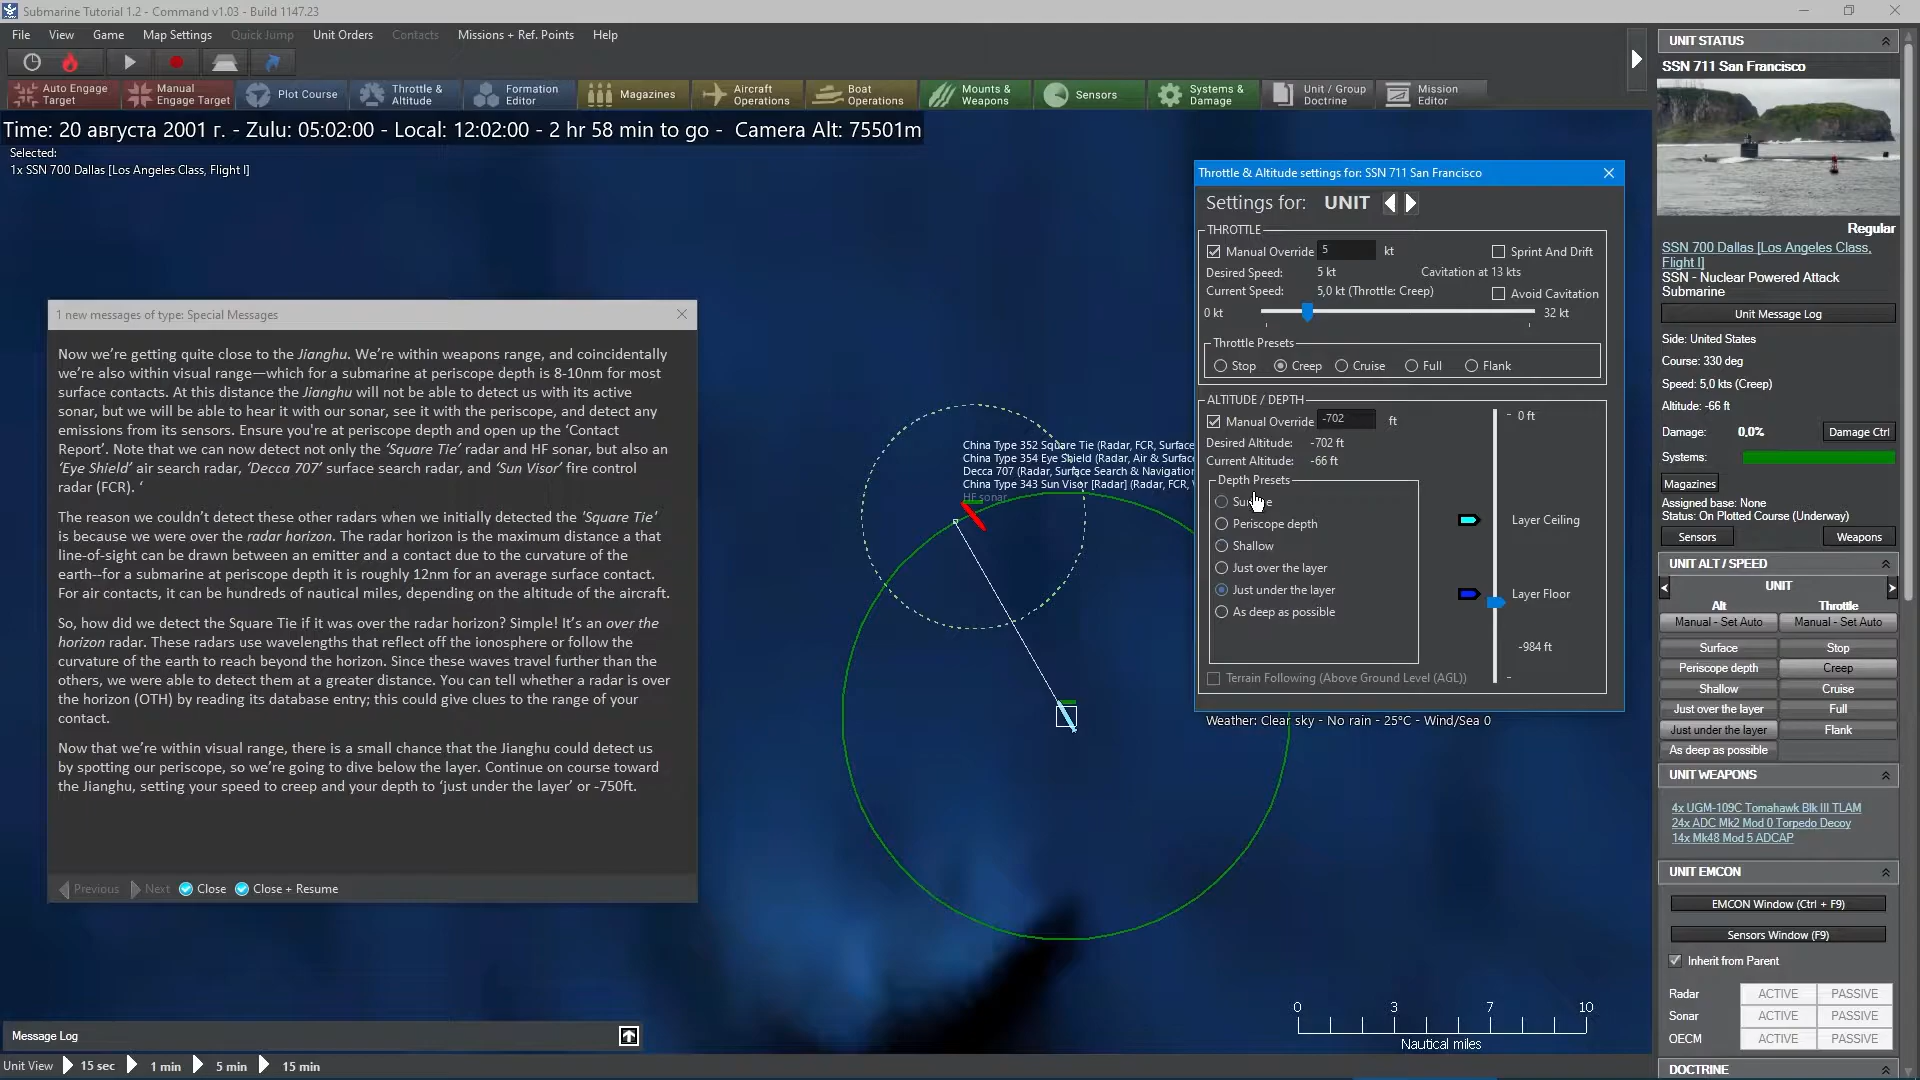 Submarine Tutorial 1.2 - Command v1.03 - Build 1147.23
File View Game Map Settings Quick Jump Unit Orders Contacts Missions + Ref. Points Help
Auto Engage Target
Manual Engage Target
Plot Course
Throttle & Altitude
Formation Editor
Magazines
Aircraft Operations
Boat Operations
Mounts & Weapons
Sensors
Systems & Damage
Unit / Group Doctrine
Mission Editor
Time: 20 августа 2001 г. - Zulu: 05:02:00 - Local: 12:02:00 - 2 hr 58 min to go - Camera Alt: 75501m
Selected:
1x SSN 700 Dallas [Los Angeles Class, Flight I]
1 new messages of type: Special Messages
Now we're getting quite close to the Jianghu. We're within weapons range, and coincidentally
we're also within visual range—which for a submarine at periscope depth is 8-10nm for most
surface contacts. At this distance the Jianghu will not be able to detect us with its active
sonar, but we will be able to hear it with our sonar, see it with the periscope, and detect any
emissions from its sensors. Ensure you're at periscope depth and open up the ‘Contact
Report’. Note that we can now detect not only the ‘Square Tie’ radar and HF sonar, but also an
‘Eye Shield’ air search radar, ‘Decca 707’ surface search radar, and ‘Sun Visor’ fire control
radar (FCR). ‘
The reason we couldn't detect these other radars when we initially detected the 'Square Tie'
is because we were over the radar horizon. The radar horizon is the maximum distance a that
line-of-sight can be drawn between an emitter and a contact due to the curvature of the
earth--for a submarine at periscope depth it is roughly 12nm for an average surface contact.
For air contacts, it can be hundreds of nautical miles, depending on the altitude of the aircraft.
So, how did we detect the Square Tie if it was over the radar horizon? Simple! It's an over the
horizon radar. These radars use wavelengths that reflect off the ionosphere or follow the
curvature of the earth to reach beyond the horizon. Since these waves travel further than the
others, we were able to detect them at a greater distance. You can tell whether a radar is over
the horizon (OTH) by reading its database entry; this could give clues to the range of your
contact.
Now that we're within visual range, there is a small chance that the Jianghu could detect us
by spotting our periscope, so we're going to dive below the layer. Continue on course toward
the Jianghu, setting your speed to creep and your depth to ‘just under the layer’ or -750ft.
Previous Next Close Close + Resume
China Type 352 Square Tie (Radar, FCR, Surface
China Type 354 Eye Shield (Radar, Air & Surfac
Decca 707 (Radar, Surface Search & Navigation
China Type 343 Sun Visor [Radar] (Radar, FCR,
HF sonar
Throttle & Altitude settings for: SSN 711 San Francisco
Settings for: UNIT
THROTTLE
Manual Override 5 kt Sprint And Drift
Desired Speed: 5 kt Cavitation at 13 kts
Current Speed: 5,0 kt (Throttle: Creep) Avoid Cavitation
0 kt 32 kt
Throttle Presets
Stop Creep Cruise Full Flank
ALTITUDE / DEPTH
Manual Override -702 ft - 0 ft
Desired Altitude: -702 ft
Current Altitude: -66 ft
Depth Presets
Periscope depth
Shallow
Just over the layer
Just under the layer
As deep as possible
Layer Ceiling
Layer Floor
-984 ft
Terrain Following (Above Ground Level (AGL))
Weather: Clear sky - No rain - 25°C - Wind/Sea 0
0 3 7 10
Nautical miles
Message Log
Unit View 15 sec 1 min 5 min 15 min
UNIT STATUS
SSN 711 San Francisco
Regular
SSN 700 Dallas [Los Angeles Class,
Flight I]
SSN - Nuclear Powered Attack
Submarine
Unit Message Log
Side: United States
Course: 330 deg
Speed: 5,0 kts (Creep)
Altitude: -66 ft
Damage: 0,0% Damage Ctrl
Systems:
Magazines
Assigned base: None
Status: On Plotted Course (Underway)
Sensors Weapons
UNIT ALT / SPEED
UNIT
Alt Throttle
Manual - Set Auto Manual - Set Auto
Surface Stop
Periscope depth Creep
Shallow Cruise
Just over the layer Full
Just under the layer Flank
As deep as possible
UNIT WEAPONS
4x UGM-109C Tomahawk Blk III TLAM
24x ADC Mk2 Mod 0 Torpedo Decoy
14x Mk48 Mod 5 ADCAP
UNIT EMCON
EMCON Window (Ctrl + F9)
Sensors Window (F9)
Inherit from Parent
Radar ACTIVE PASSIVE
Sonar ACTIVE PASSIVE
OECM ACTIVE PASSIVE
DOCTRINE